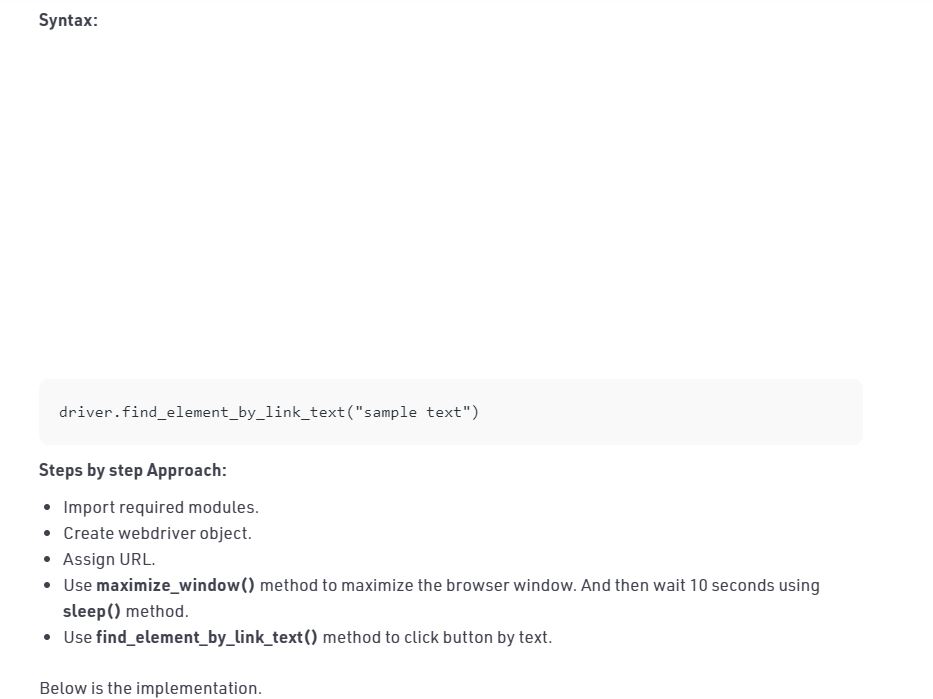 Syntax:
driver.find_element_by_link_text("sample text")
Steps by step Approach:
• Import required modules.
• Create webdriver object.
• Assign URL.
• Use maximize_window() method to maximize the browser window. And then wait 10 seconds using
sleep() method.
• Use find_element_by_link_text() method to click button by text.
Below is the implementation.